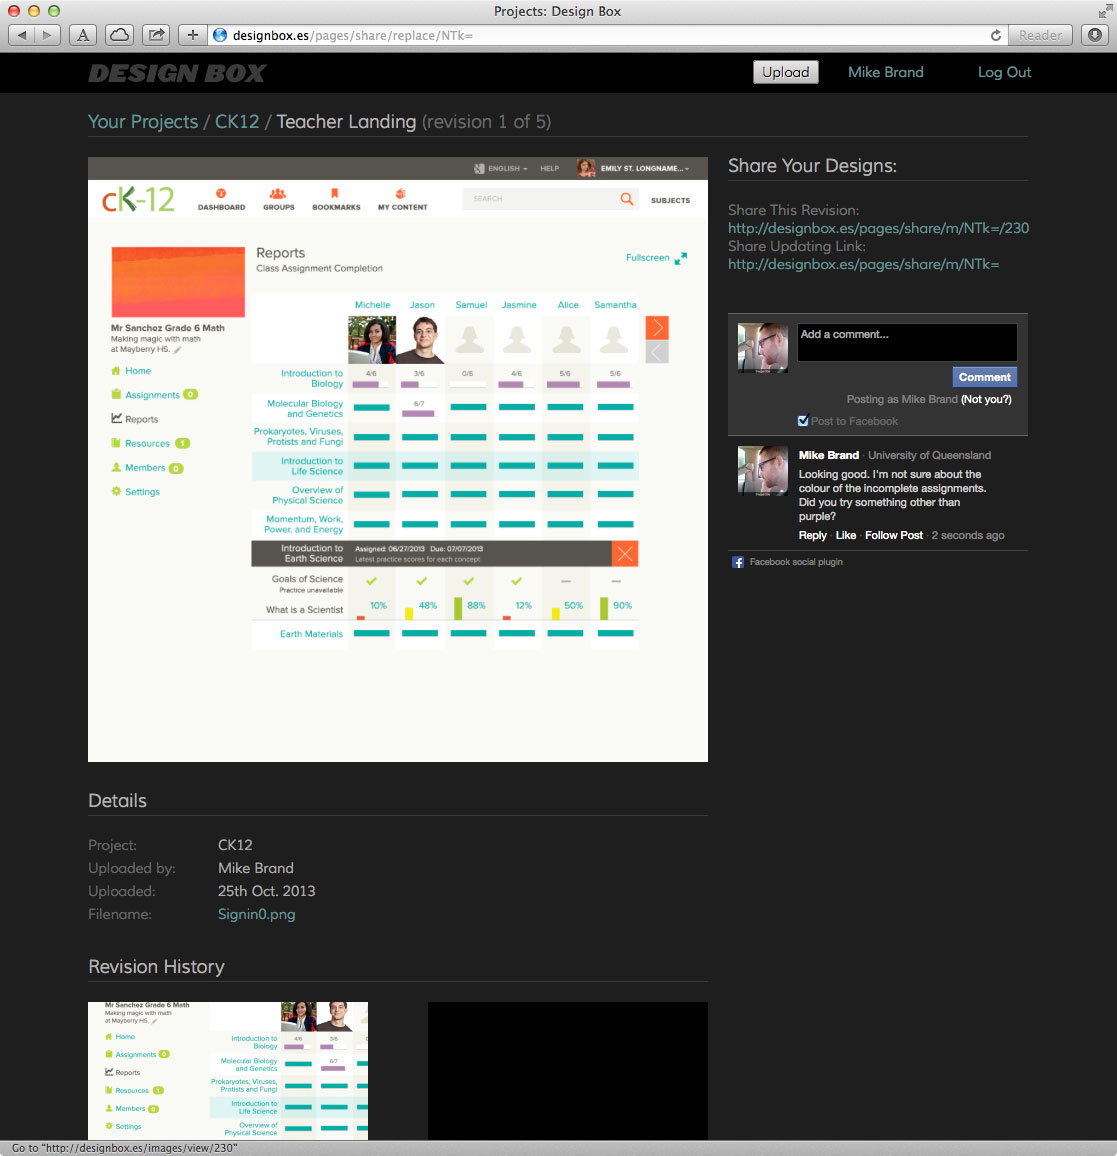 Projects: Design Box
A
designbox.es/pages/share/replace/NTk=
Reader
DESIGN BOX
Upload
Mike Brand
Log Out
Your Projects / CK12 / Teacher Landing (revision 1 of 5)
ENGLISH
HELP
EMILY ST. LONGNAME...
cK-12
DASHBOARD
GROUPS
BOOKMARKS
MY CONTENT
SEARCH
SUBJECTS
Mr Sanchez Grade 6 Math
Making magic with math
at Mayberry HS.
Home
Assignments 0
Reports
Resources 1
Members 0
Settings
Reports
Class Assignment Completion
Fullscreen
Michelle Jason Samuel Jasmine Alice Samantha
Introduction to
Biology
4/6 3/6 0/6 4/6 5/6 5/6
Molecular Biology
and Genetics
6/7
Prokaryotes, Viruses,
Protists and Fungi
Introduction to
Life Science
Overview of
Physical Science
Momentum, Work,
Power, and Energy
Introduction to
Earth Science
Assigned: 06/27/2013 Due: 07/07/2013
Latest practice scores for each concept
Goals of Science
Practice unavailable
What is a Scientist 10% 48% 88% 12% 50% 90%
Earth Materials
Share Your Designs:
Share This Revision:
http://designbox.es/pages/share/m/NTk=/230
Share Updating Link:
http://designbox.es/pages/share/m/NTk=
Add a comment...
Comment
Posting as Mike Brand (Not you?)
Post to Facebook
Mike Brand · University of Queensland
Looking good. I'm not sure about the
colour of the incomplete assignments.
Did you try something other than
purple?
Reply · Like · Follow Post · 2 seconds ago
Facebook social plugin
Details
Project: CK12
Uploaded by: Mike Brand
Uploaded: 25th Oct. 2013
Filename: Signin0.png
Revision History
Mr Sanchez Grade 6 Math
Making magic with math
at Mayberry HS.
Home
Assignments 0
Reports
Resources 1
Members 0
Settings
Introduction to
Biology
4/6 3/6
Molecular Biology
and Genetics
6/7
Prokaryotes, Viruses,
Protists and Fungi
Introduction to
Life Science
Overview of
Physical Science
Go to "http://designbox.es/images/view/230"